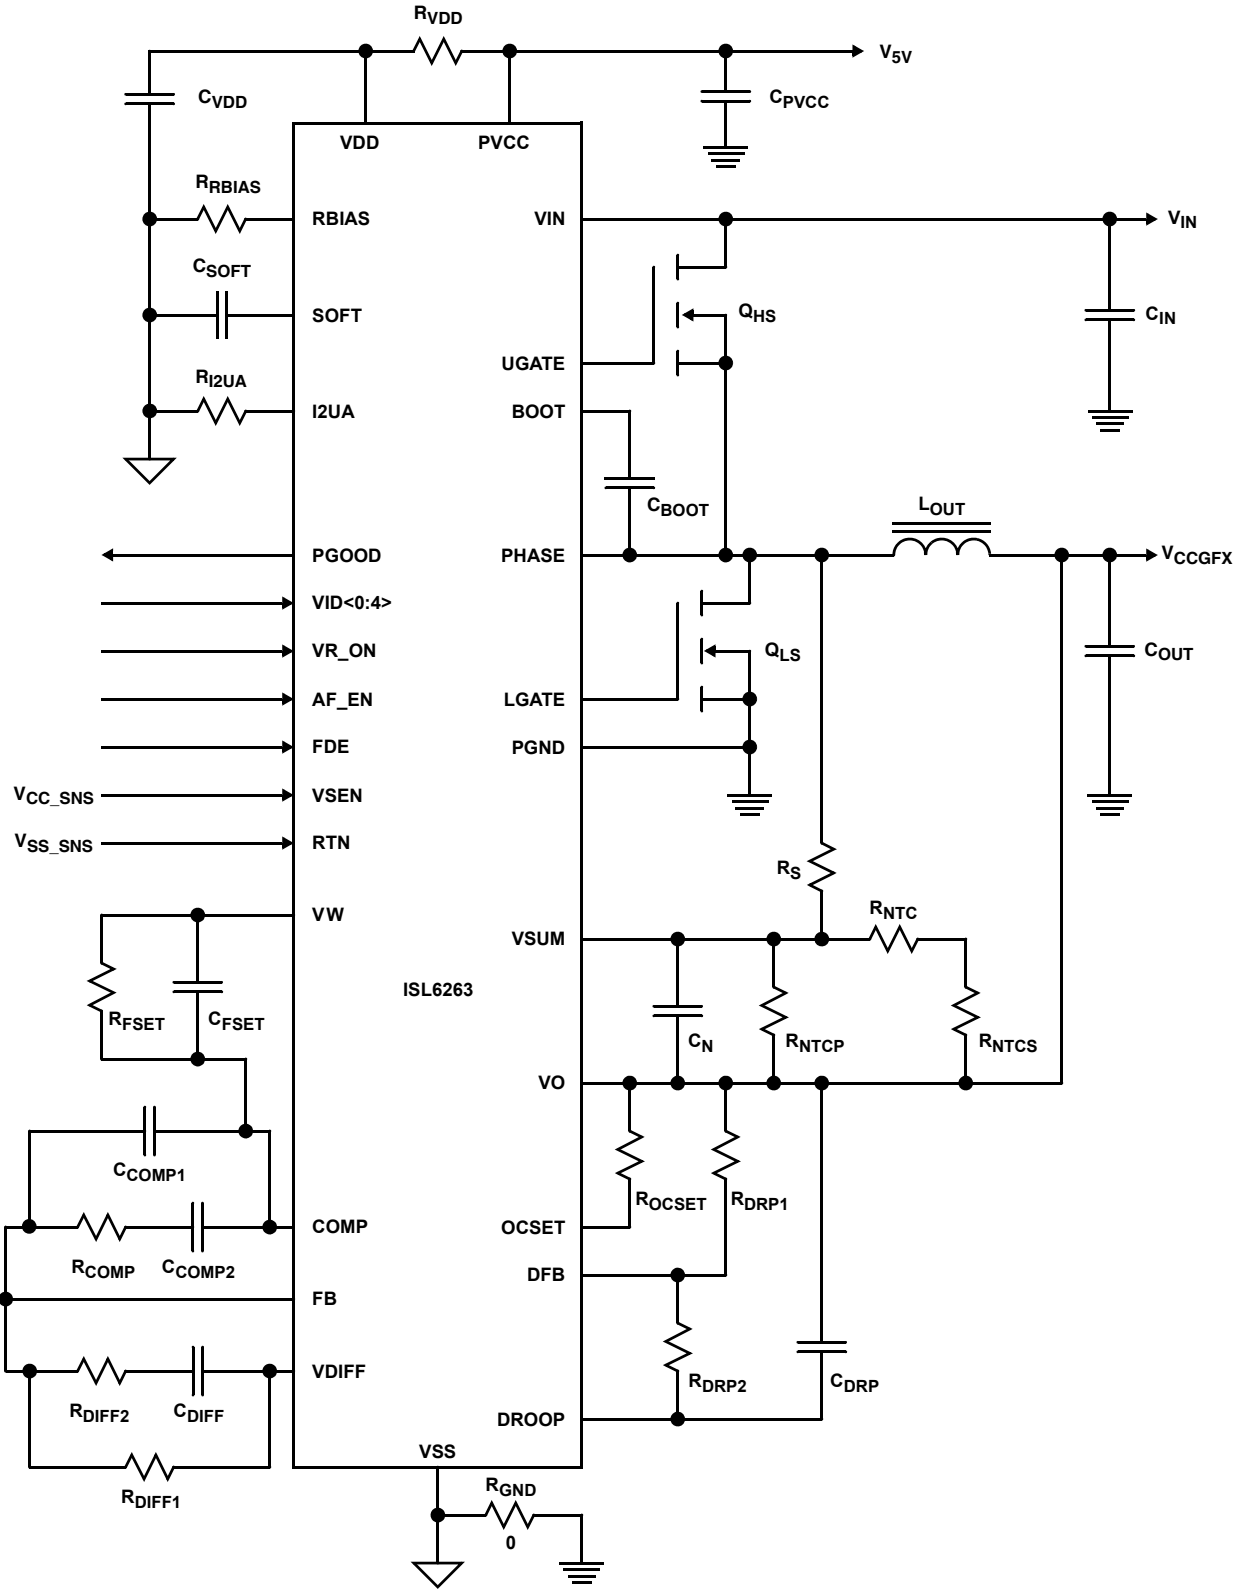 RVDD
V5V
CVDD
CPVCC
VDD
PVCC
RRBIAS
RBIAS
VIN
VIN
CSOFT
SOFT
QHS
CIN
UGATE
RI2UA
I2UA
BOOT
CBOOT
LOUT
PGOOD
PHASE
VCCGFX
VID<0:4>
VR_ON
QLS
COUT
AF_EN
LGATE
FDE
PGND
VCC_SNS
VSEN
VSS_SNS
RTN
RS
RNTC
VW
VSUM
ISL6263
RFSET
CFSET
CN
RNTCP
RNTCS
VO
CCOMP1
ROCSET
RDRP1
COMP
OCSET
RCOMP
CCOMP2
DFB
FB
VDIFF
RDRP2
CDRP
RDIFF2
CDIFF
DROOP
VSS
RGND
RDIFF1
0